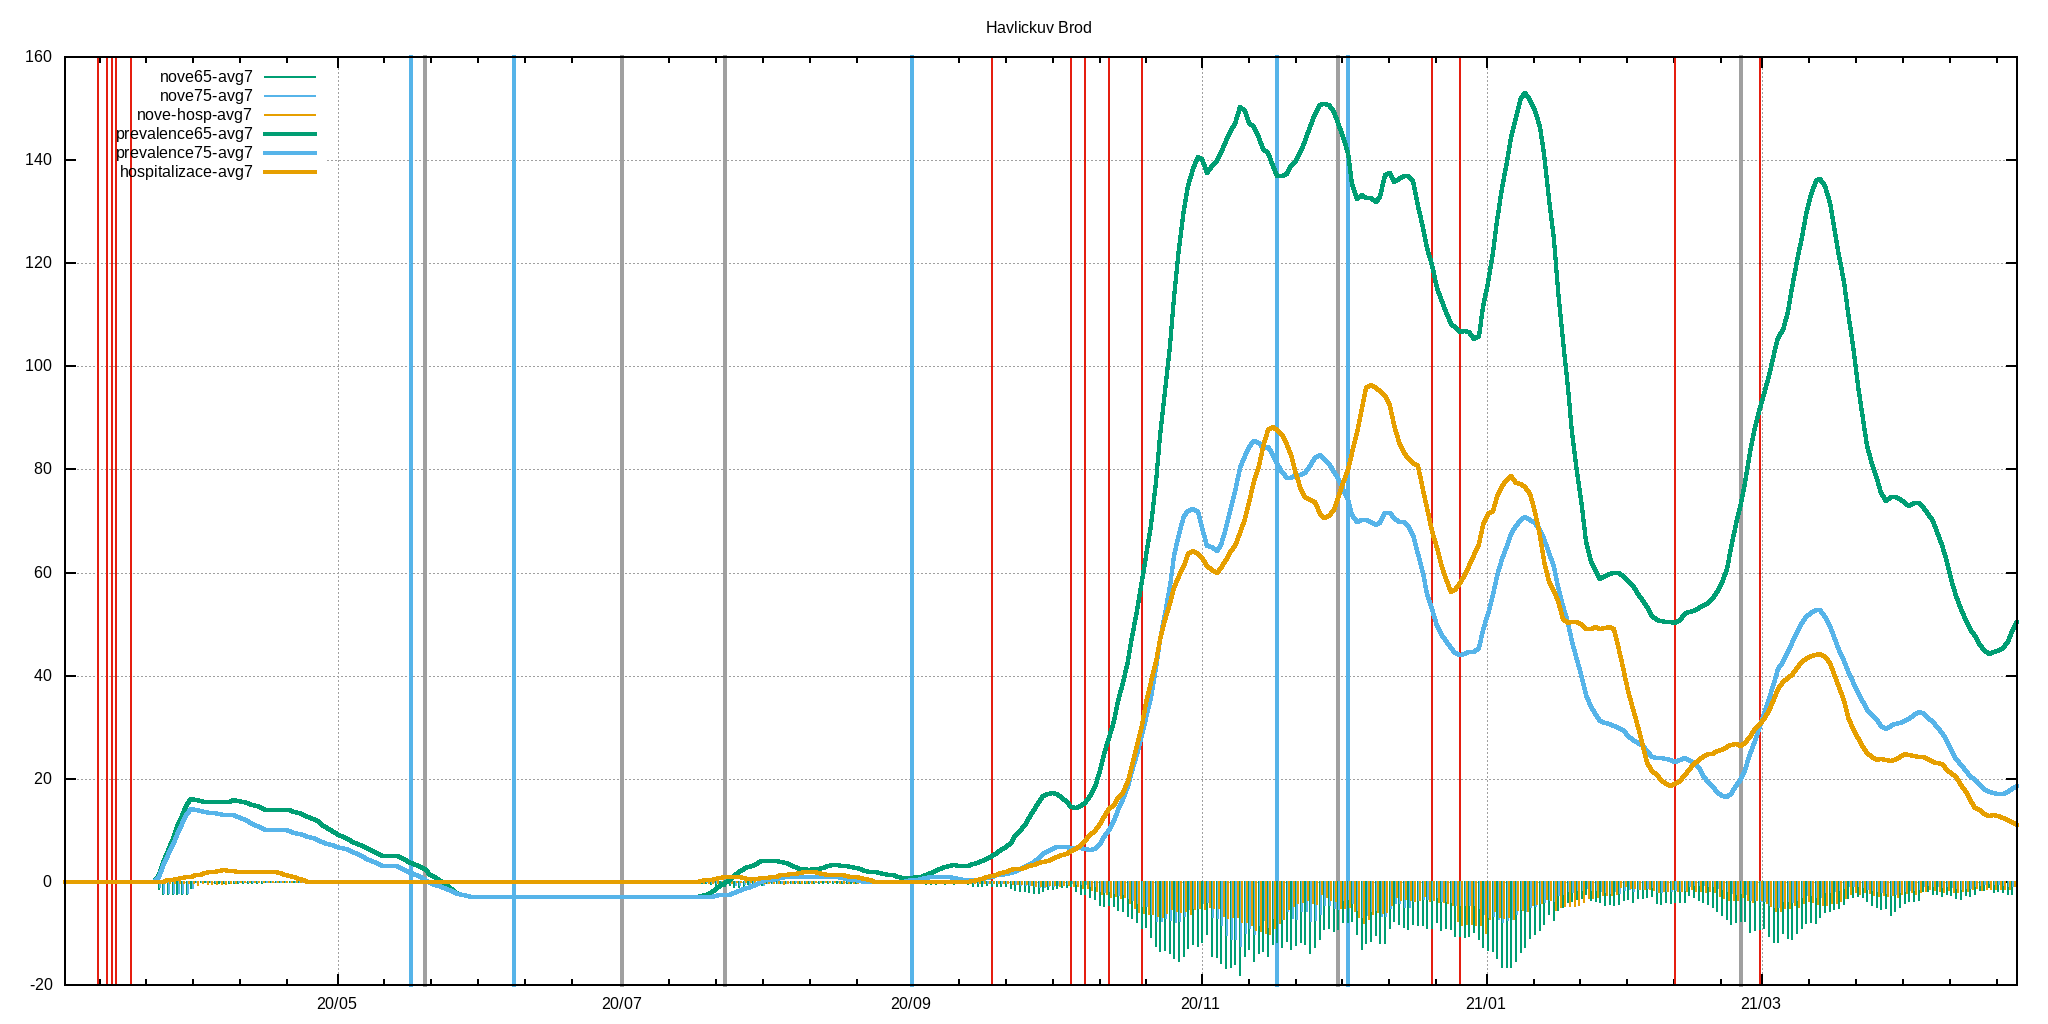 Havlickuv Brod
160
nove65-avg7
nove75-avg7
nove-hosp-avg7
prevalence65-avg7
prevalence75-avg7
hospitalizace-avg7
140
120
100
80
60
40
20
0
-20
20/05 20/07 20/09 20/11 21/01 21/03